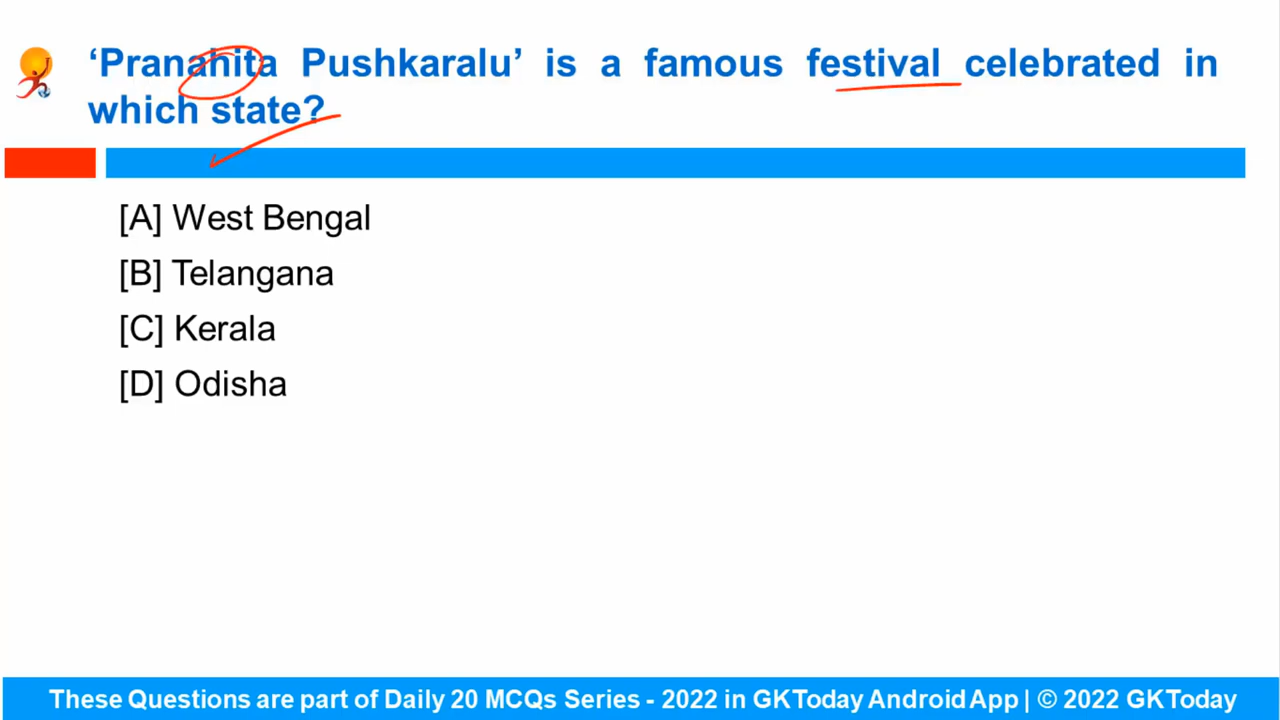 ‘Pranahita Pushkaralu’ is a famous festival celebrated in
which state?
[A] West Bengal
[B] Telangana
[C] Kerala
[D] Odisha
These Questions are part of Daily 20 MCQs Series - 2022 in GKToday Android App | © 2022 GKToday